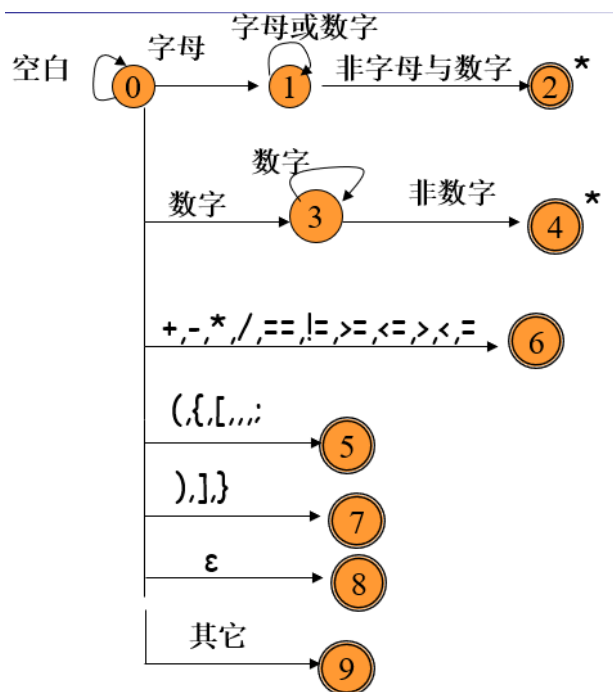 空白
字母
字母或数字
非字母与数字
*
0
1
2
数字
数字
非数字
*
3
4
+,-,*,/,==,!=,>=,<=,>,<,=
6
(,{,[,,,;
5
),],}
7
ε
8
其它
9